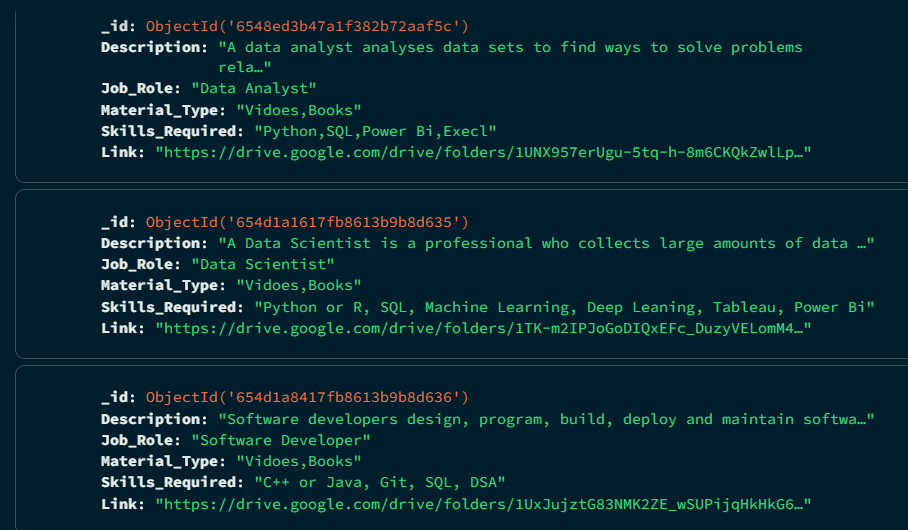 _id: ObjectId('6548ed3b47a1f382b72aaf5c')
Description: "A data analyst analyses data sets to find ways to solve problems
rela…"
Job_Role: "Data Analyst"
Material_Type: "Vidoes,Books"
Skills_Required: "Python,SQL,Power Bi,Execl"
Link: "https://drive.google.com/drive/folders/1UNX957erUgu-5tq-h-8m6CKQkZwlLp…"
_id: ObjectId('654d1a1617fb8613b9b8d635')
Description: "A Data Scientist is a professional who collects large amounts of data …"
Job_Role: "Data Scientist"
Material_Type: "Vidoes,Books"
Skills_Required: "Python or R, SQL, Machine Learning, Deep Leaning, Tableau, Power Bi"
Link: "https://drive.google.com/drive/folders/1TK-m2IPJoGoDIQxEFc_DuzyVELomM4…"
_id: ObjectId('654d1a8417fb8613b9b8d636')
Description: "Software developers design, program, build, deploy and maintain softwa…"
Job_Role: "Software Developer"
Material_Type: "Vidoes,Books"
Skills_Required: "C++ or Java, Git, SQL, DSA"
Link: "https://drive.google.com/drive/folders/1UxJujztG83NMK2ZE_wSUPijqHkHkG6…"